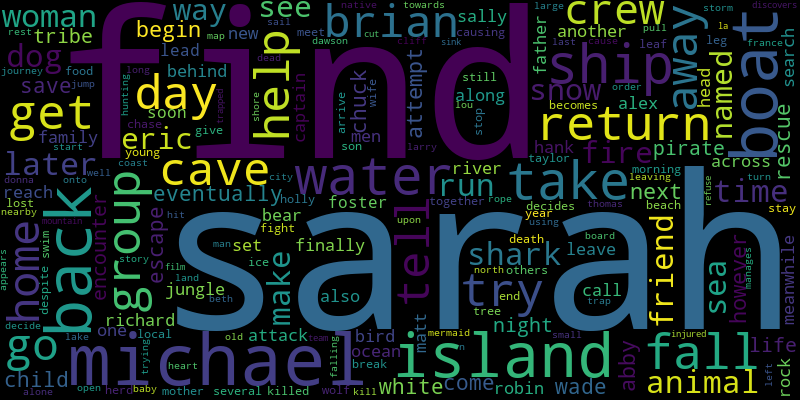 find
sarah
michael
island
ship
return
boat
back
help
group
water
take
try
get
day
cave
brian
crew
fall
go
home
tell
shark
run
fire
snow
away
friend
sea
time
animal
woman
tribe
dog
save
way
begin
lead
behind
soon
eric
later
family
see
sally
new
map
long
rest
journey
food
jump
hunting
chase
give
young
start
captain
dead
shore
chuck
arrive
wife
men
son
attempt
meet
dawson
sail
native
cut
cliff
along
still
stop
iou
larry
towards
causing
sink
large
storm
pull
another
last
cause
leaf
leg
la
discovers
father
order
becomes
alex
hank
taylor
head
named
rescue
search
france
pirate
across
morning
leaving
turn
next
beach
rope
thomas
refuse
stay
however
meanwhile
river
together
foster
bear
holly
city
eventually
donna
well
onto
coast
reach
lost
nearby
mountain
encounter
escape
trapped
despite
swim
appears
child
decide
lake
alone
one
local
richard
story
hit
film
land
beth
man
set
fight
ice
finally
upon
year
decides
using
death
others
north
board
end
tree
call
trap
leave
night
also
make
jungle
attack
bird
ocean
break
matt
mermaid
come
robin
wade
white
small
abby
injured
manages
life
rock
left
open
trying
herd
baby
mother
heart
old
several
killed
falling
team
wolf
kill